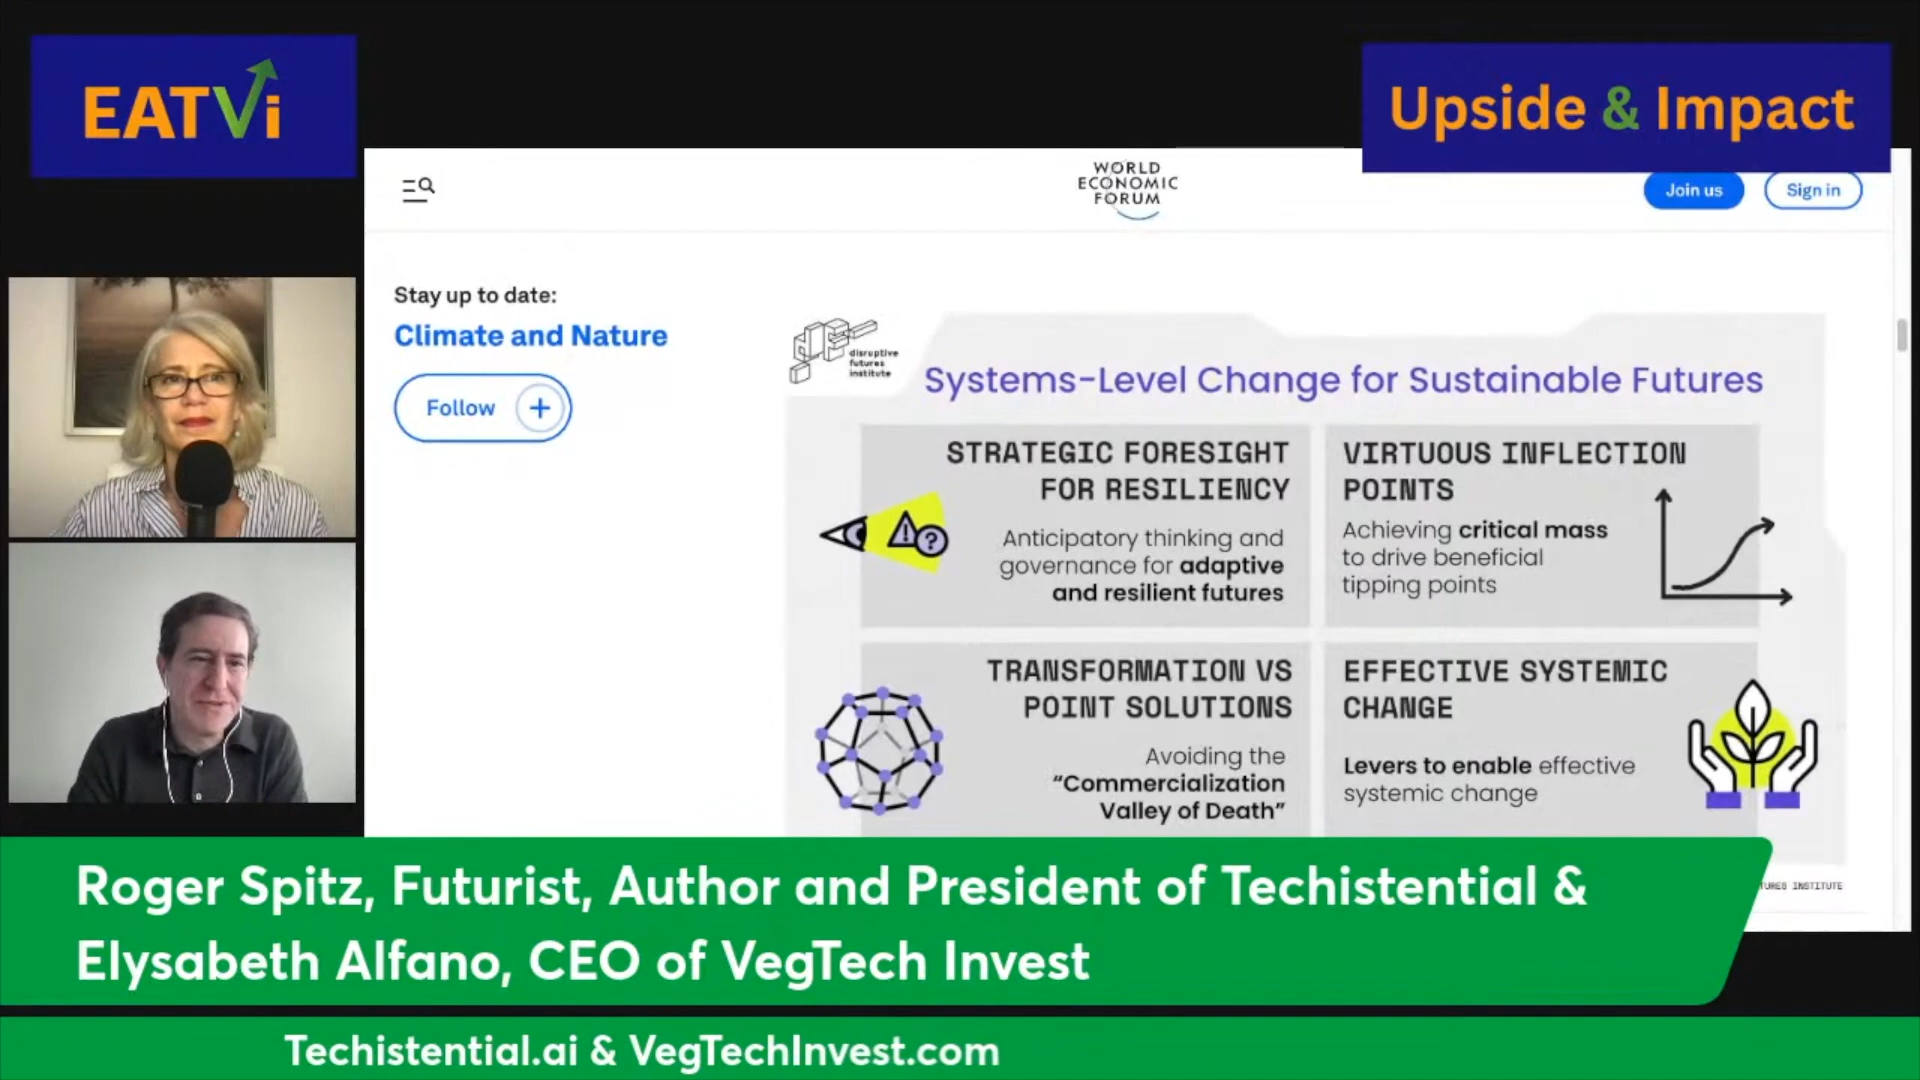 EATVi
Upside & Impact
WORLD
ECONOMIC
FORUM
Join us
Sign in
Stay up to date:
Climate and Nature
Follow
disruptive
futures
institute
Systems-Level Change for Sustainable Futures
STRATEGIC FORESIGHT
FOR RESILIENCY
Anticipatory thinking and
governance for adaptive
and resilient futures
VIRTUOUS INFLECTION
POINTS
Achieving critical mass
to drive beneficial
tipping points
TRANSFORMATION VS
POINT SOLUTIONS
Avoiding the
“Commercialization
Valley of Death”
EFFECTIVE SYSTEMIC
CHANGE
Levers to enable effective
systemic change
INSTITUTE
Roger Spitz, Futurist, Author and President of Techistential &
Elysabeth Alfano, CEO of VegTech Invest
Techistential.ai & VegTechInvest.com